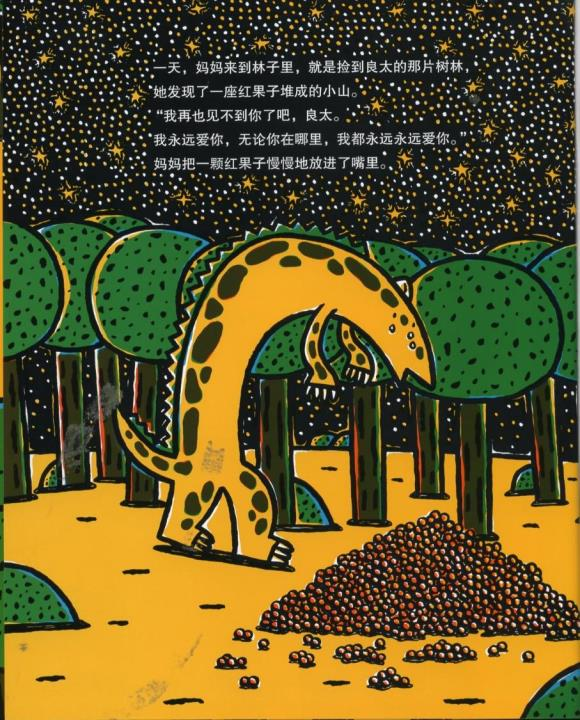 一天，妈妈来到林子里，就是捡到良太的那片树林，
她发现了一座红果子堆成的小山。
“我再也见不到你了吧，良太。
我永远爱你，无论你在哪里，我都永远永远爱你。”
妈妈把一颗红果子慢慢地放进了嘴里。